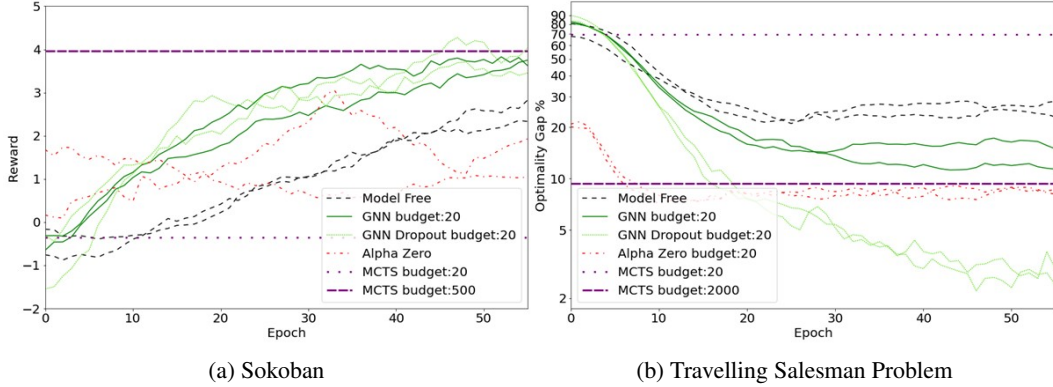 5
4
3
2
1
0
−1
−2
Reward
0
10
20
30
40
50
Epoch
Model Free
GNN budget:20
GNN Dropout budget:20
Alpha Zero
MCTS budget:20
MCTS budget:500
(a) Sokoban
90
80
70
60
50
40
30
20
10
5
2
Optimality Gap %
0
10
20
30
40
50
Epoch
Model Free
GNN budget:20
GNN Dropout budget:20
Alpha Zero budget:20
MCTS budget:20
MCTS budget:2000
(b) Travelling Salesman Problem